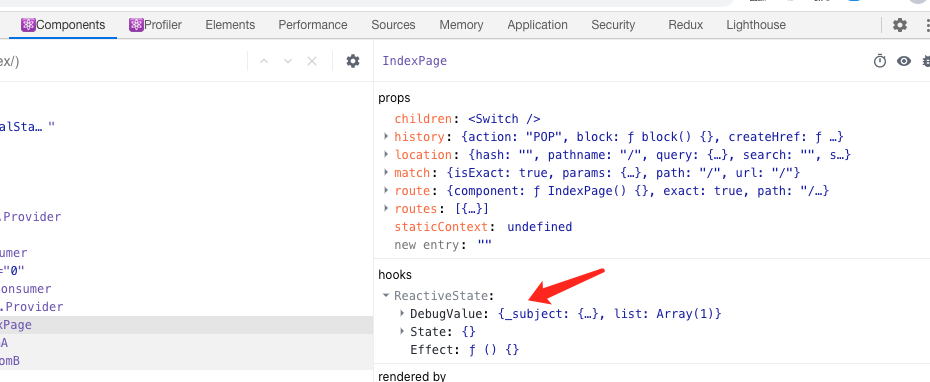 Components Profiler Elements Performance Sources Memory Application Security Redux Lighthouse
ex/)
IndexPage
props
children: <Switch />
alSta… "
history: {action: "POP", block: ƒ block() {}, createHref: ƒ …}
location: {hash: "", pathname: "/", query: {…}, search: "", s…}
match: {isExact: true, params: {…}, path: "/", url: "/"}
route: {component: ƒ IndexPage() {}, exact: true, path: "/…}
routes: [{…}]
.Provider
staticContext: undefined
new entry: ""
umer
="0"
hooks
onsumer
ReactiveState:
.Provider
DebugValue: {_subject: {…}, list: Array(1)}
xPage
State: {}
A
Effect: ƒ () {}
omB
rendered by